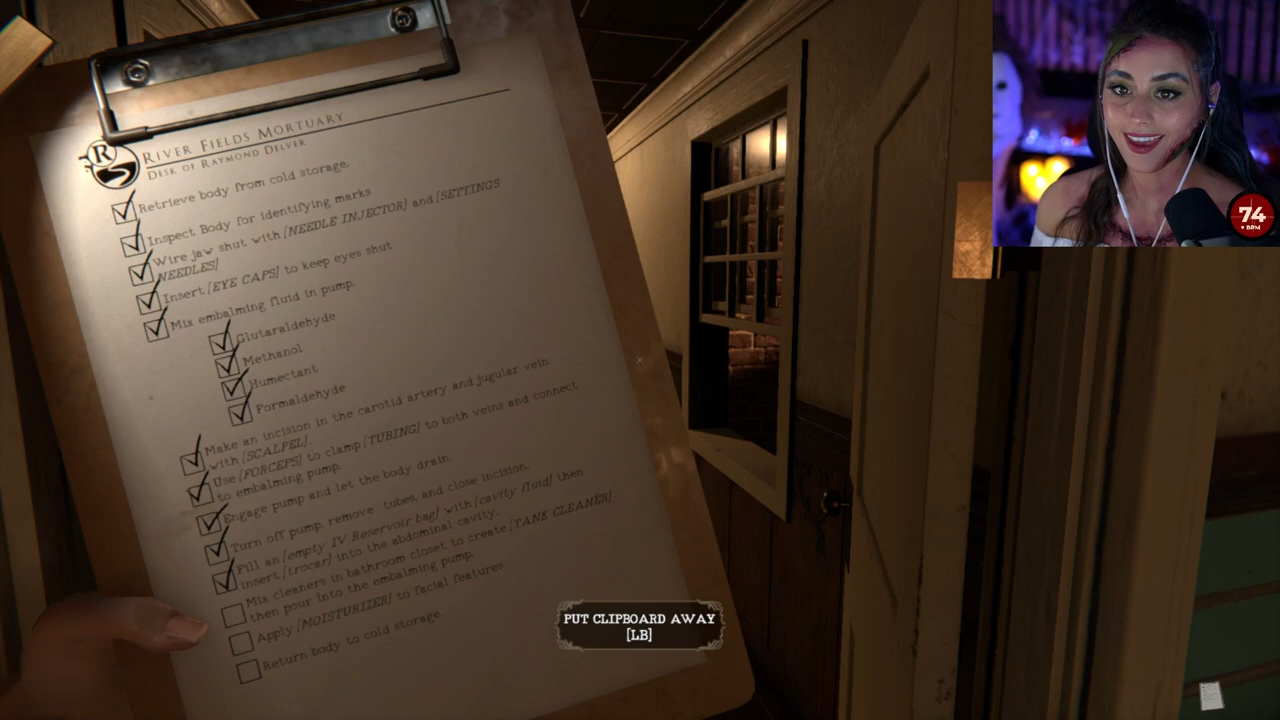 RIVER FIELDS MORTUARY
DESK OF RAYMOND DELVER
Retrieve body from cold storage.
Inspect Body for identifying marks
Wire jaw shut with [NEEDLE INJECTOR] and [SETTINGS
NEEDLES]
Insert [EYE CAPS] to keep eyes shut
Mix embalming fluid in pump.
Glutaraldehyde
Methanol
Humectant
Formaldehyde
Make an incision in the carotid artery and jugular vein
with [SCALPEL].
Use [FORCEPS] to clamp [TUBING] to both veins and connect
to embalming pump.
Engage pump and let the body drain.
Turn off pump, remove tubes, and close incision.
Fill an [empty IV Reservoir bag] with [cavity fluid] then
insert [trocar] into the abdominal cavity.
Mix cleaners in bathroom closet to create [TANK CLEANER]
then pour into the embalming pump.
Apply [MOISTURIZER] to facial features
Return body to cold storage.
PUT CLIPBOARD AWAY
[LB]
74
♥ BPM
R